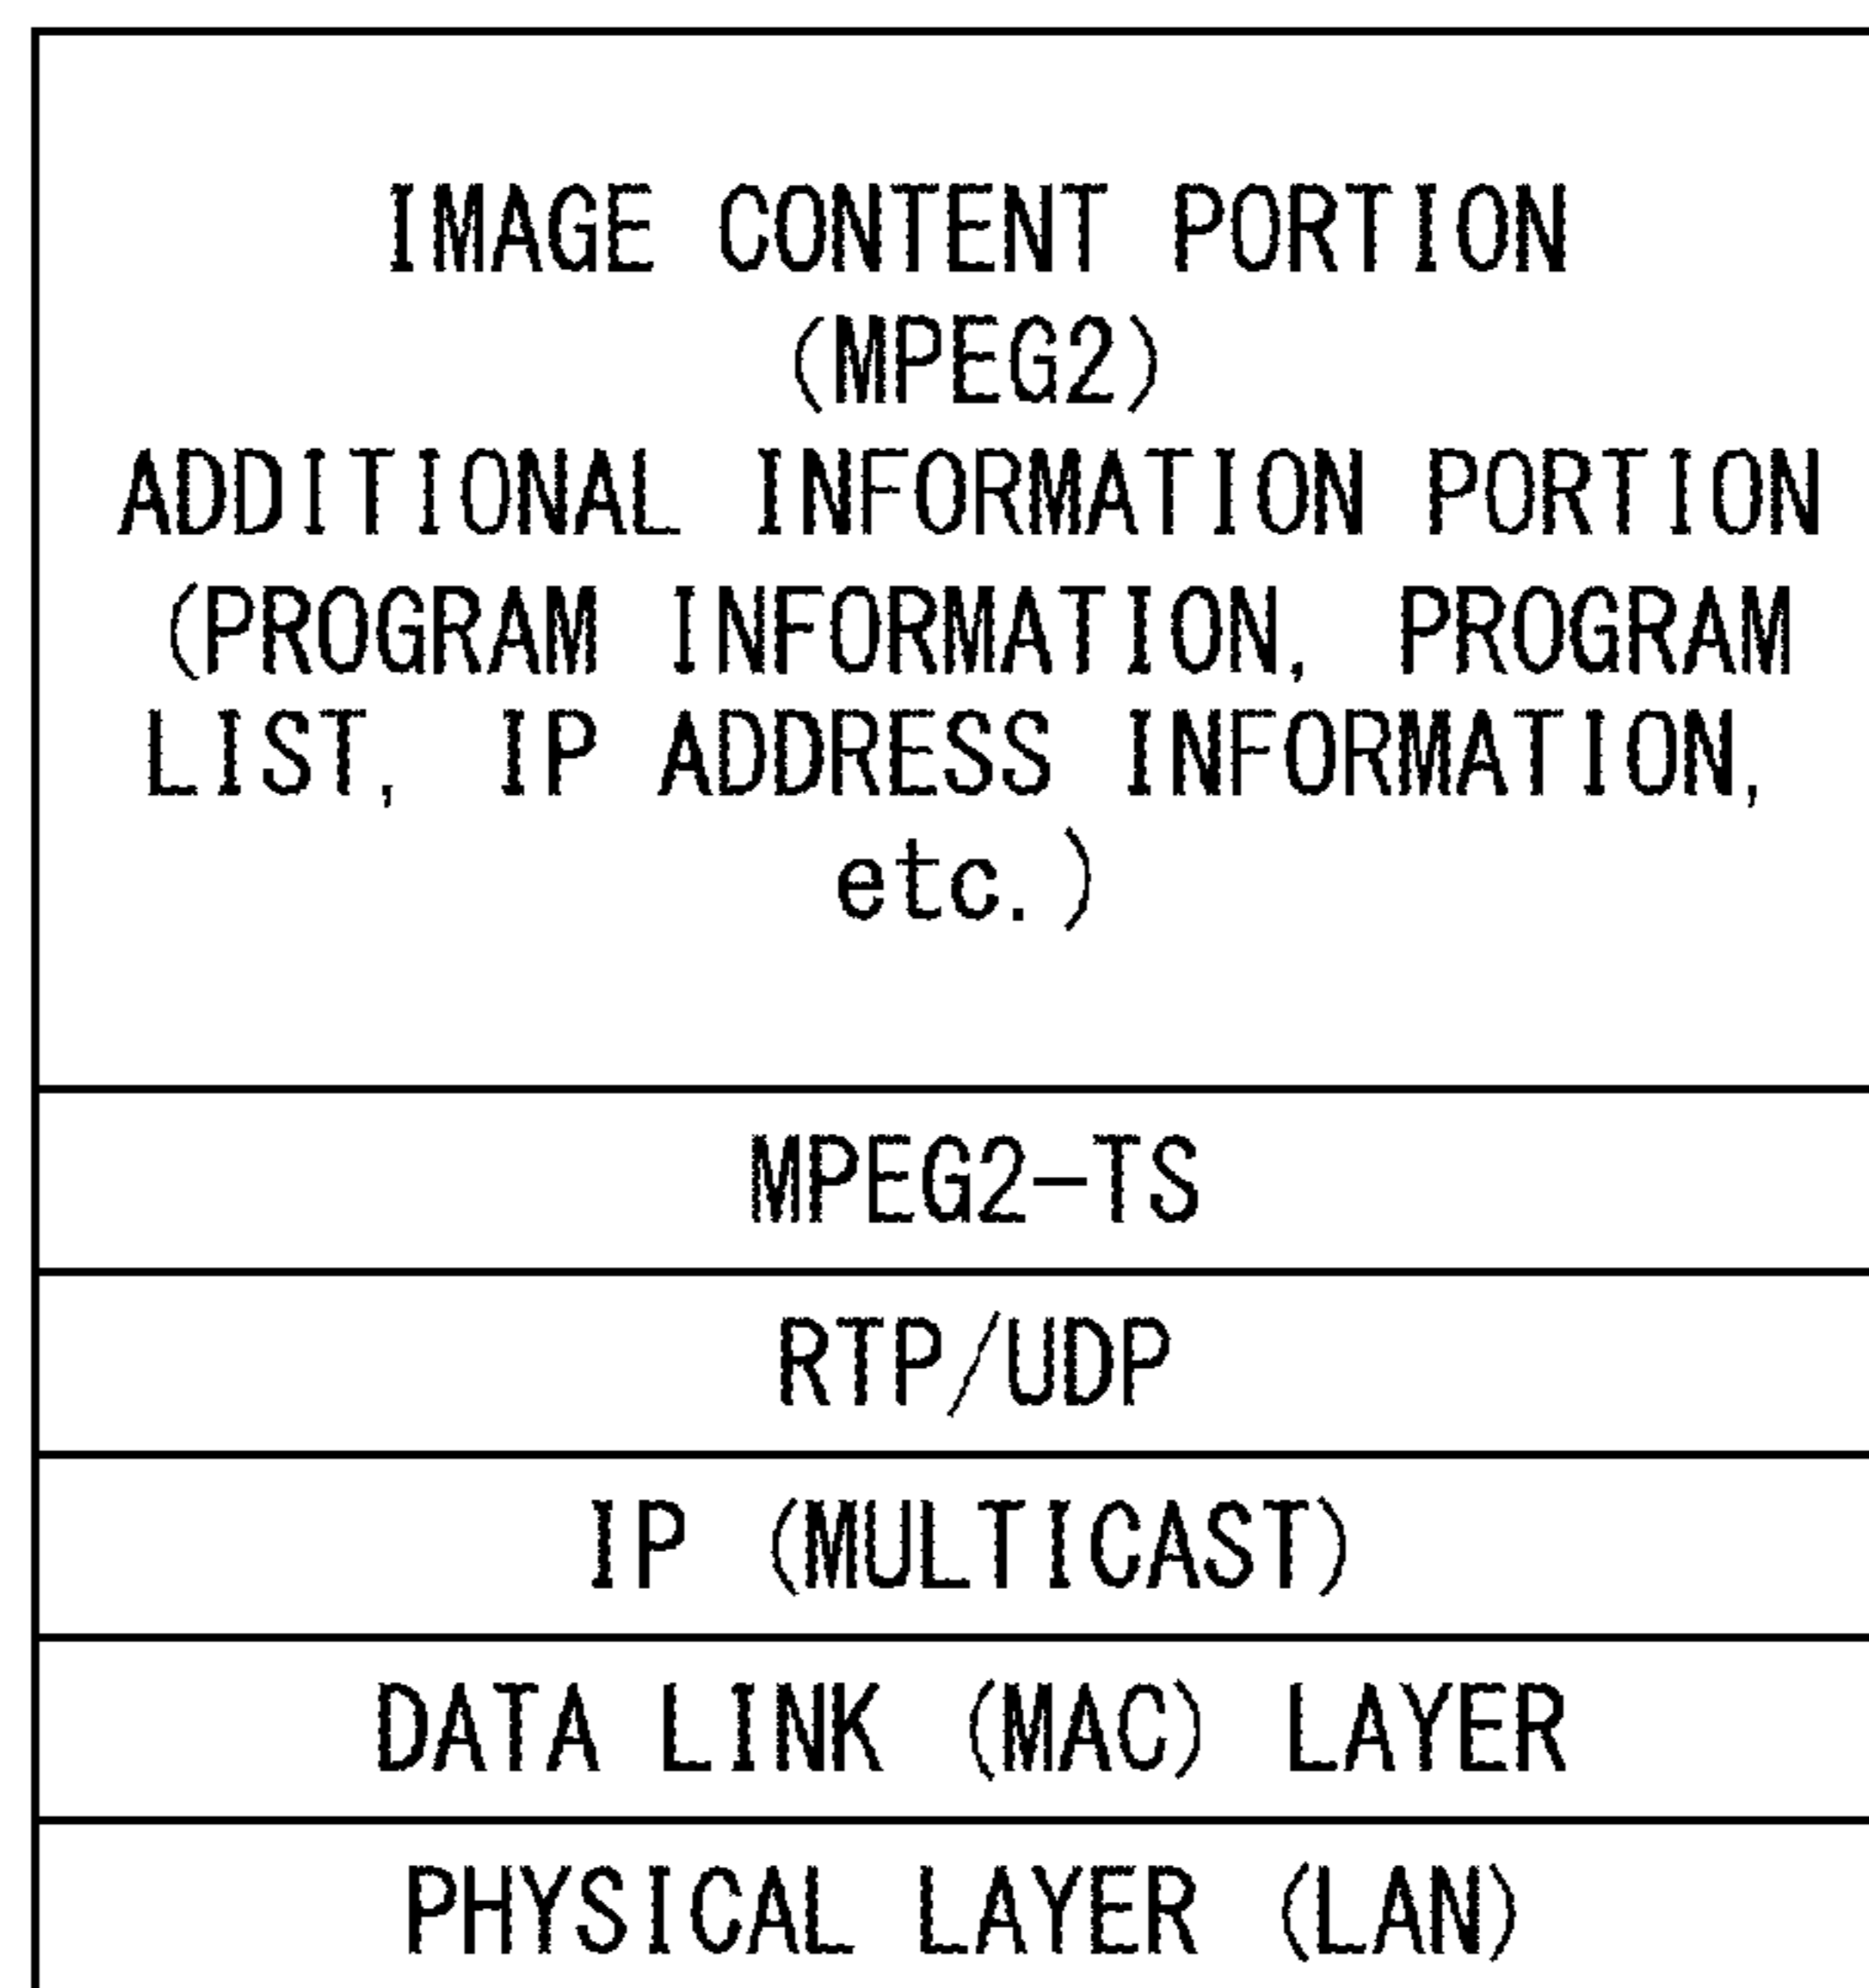 IMAGE CONTENT PORTION
(MPEG2)
ADDITIONAL INFORMATION PORTION
(PROGRAM INFORMATION, PROGRAM
LIST, IP ADDRESS INFORMATION,
etc.)
MPEG2-TS
RTP/UDP
IP (MULTICAST)
DATA LINK (MAC) LAYER
PHYSICAL LAYER (LAN)